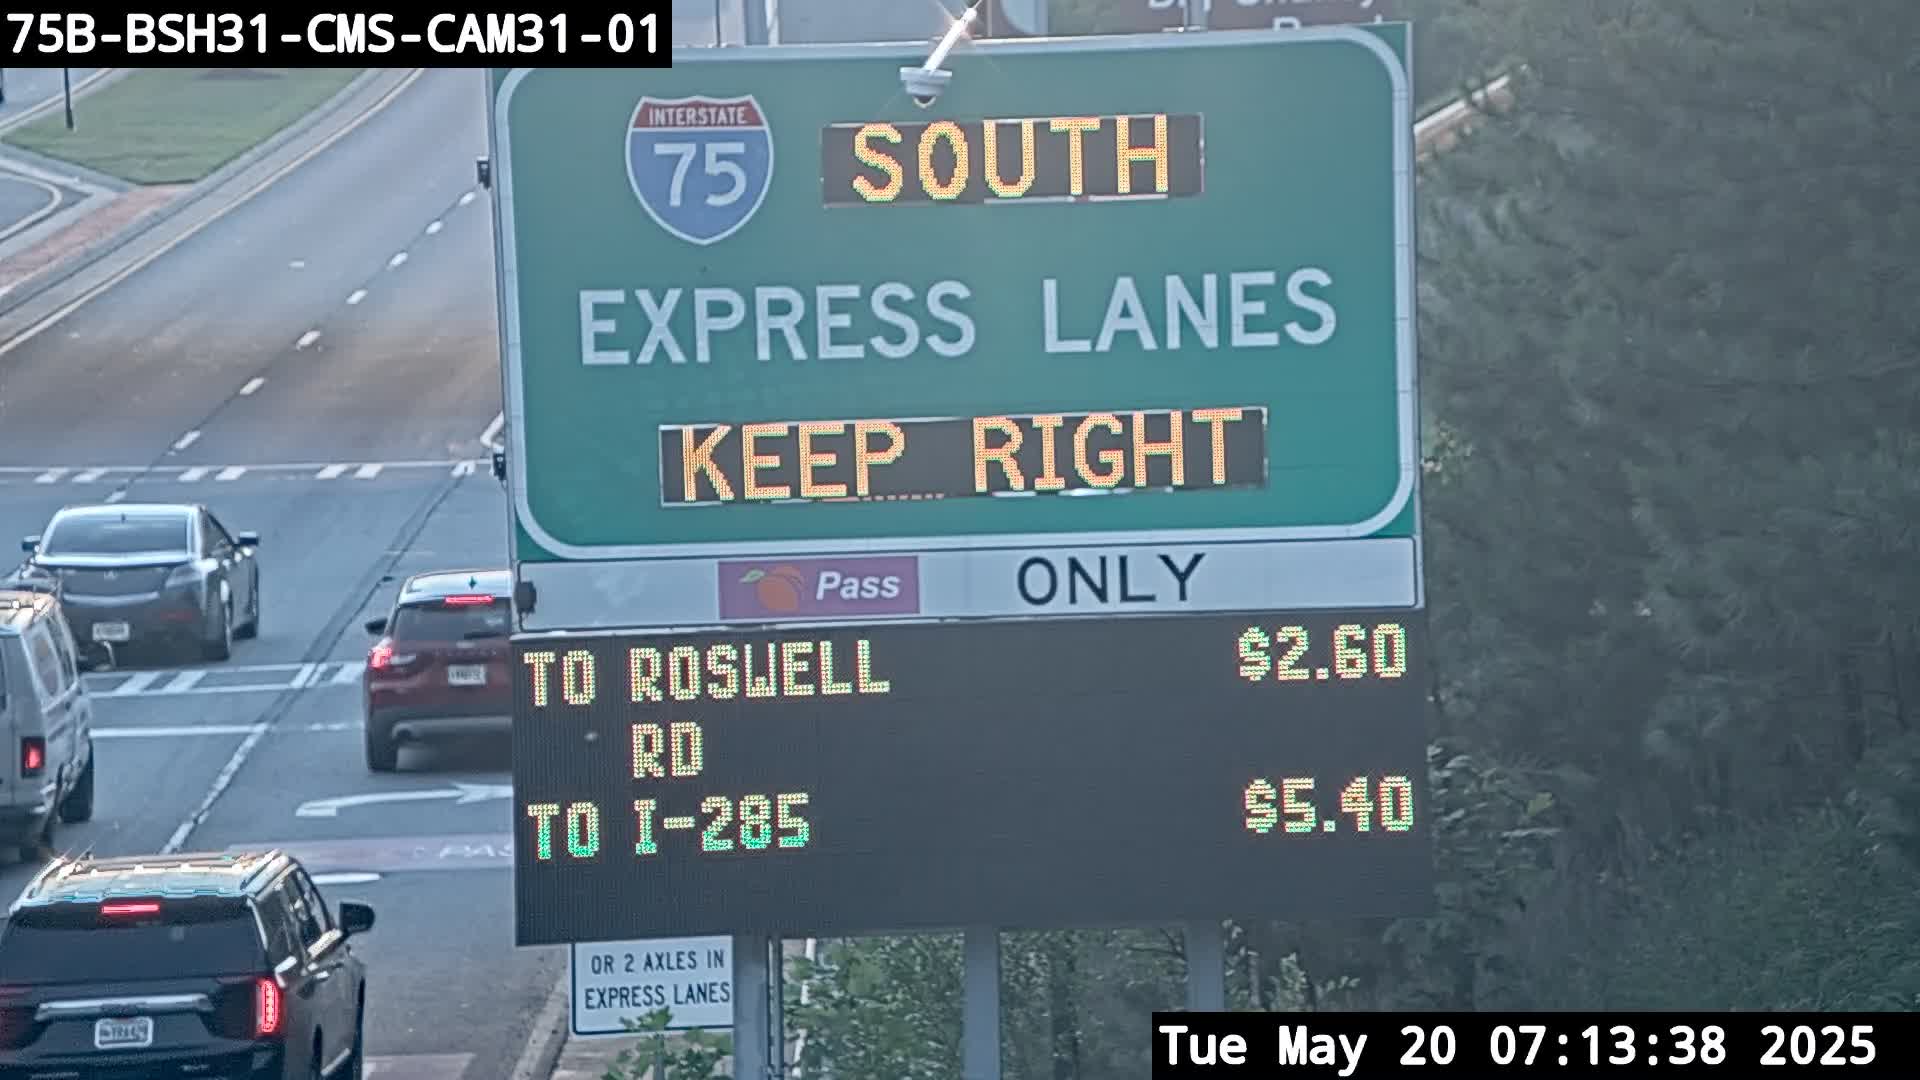 75B-BSH31-CMS-CAM31-01
INTERSTATE
75
SOUTH
EXPRESS LANES
KEEP RIGHT
Pass
ONLY
TO ROSWELL $2.60
RD
TO I-285 $5.40
OR 2 AXLES IN
EXPRESS LANES
Tue May 20 07:13:38 2025